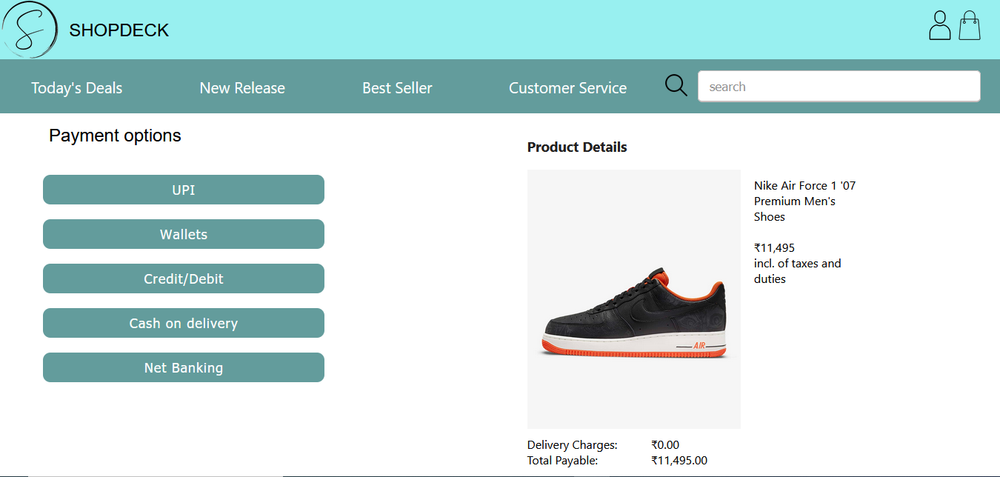 SHOPDECK
Today's Deals
New Release
Best Seller
Customer Service
search
Payment options
UPI
Wallets
Credit/Debit
Cash on delivery
Net Banking
Product Details
AIR
Nike Air Force 1 '07
Premium Men's
Shoes
₹11,495
incl. of taxes and
duties
Delivery Charges: ₹0.00
Total Payable: ₹11,495.00